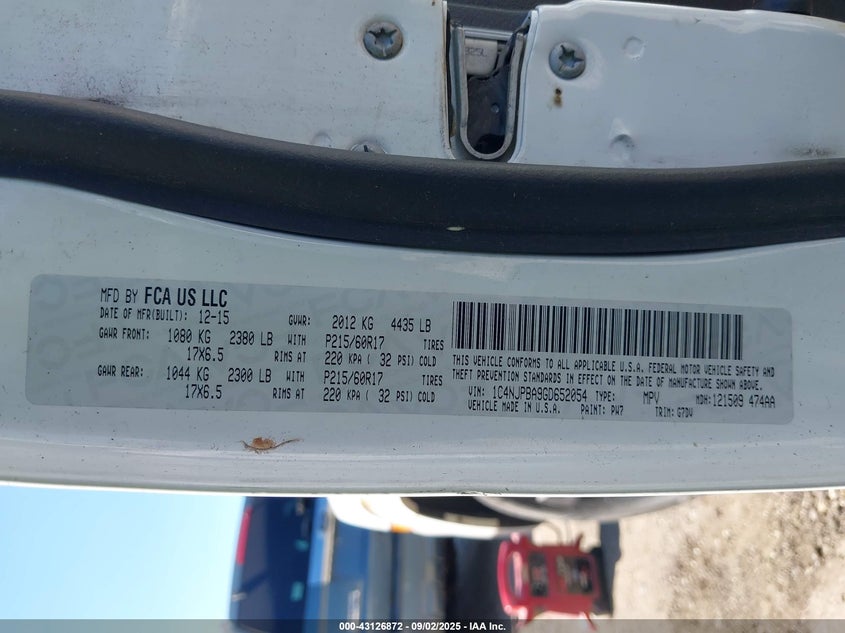 325L
MFD BY FCA US LLC
DATE OF MFR(BUILT): 12-15 GVWR: 2012 KG 4435 LB
GAWR FRONT: 1080 KG 2380 LB WITH P215/60R17 TIRES
17X6.5 RIMS AT 220 KPA ( 32 PSI) COLD
GAWR REAR: 1044 KG 2300 LB WITH P215/60R17 TIRES
17X6.5 RIMS AT 220 KPA ( 32 PSI) COLD
THIS VEHICLE CONFORMS TO ALL APPLICABLE U.S.A. FEDERAL MOTOR VEHICLE SAFETY AND
THEFT PREVENTION STANDARDS IN EFFECT ON THE DATE OF MANUFACTURE SHOWN ABOVE.
VIN: 1C4NJPBA9GD652054 TYPE: MPV MDH: 121509 474AA
VEHICLE MADE IN U.S.A. PAINT: PW7 TRIM: G7DV
000-43126872 - 09/02/2025 - IAA Inc.